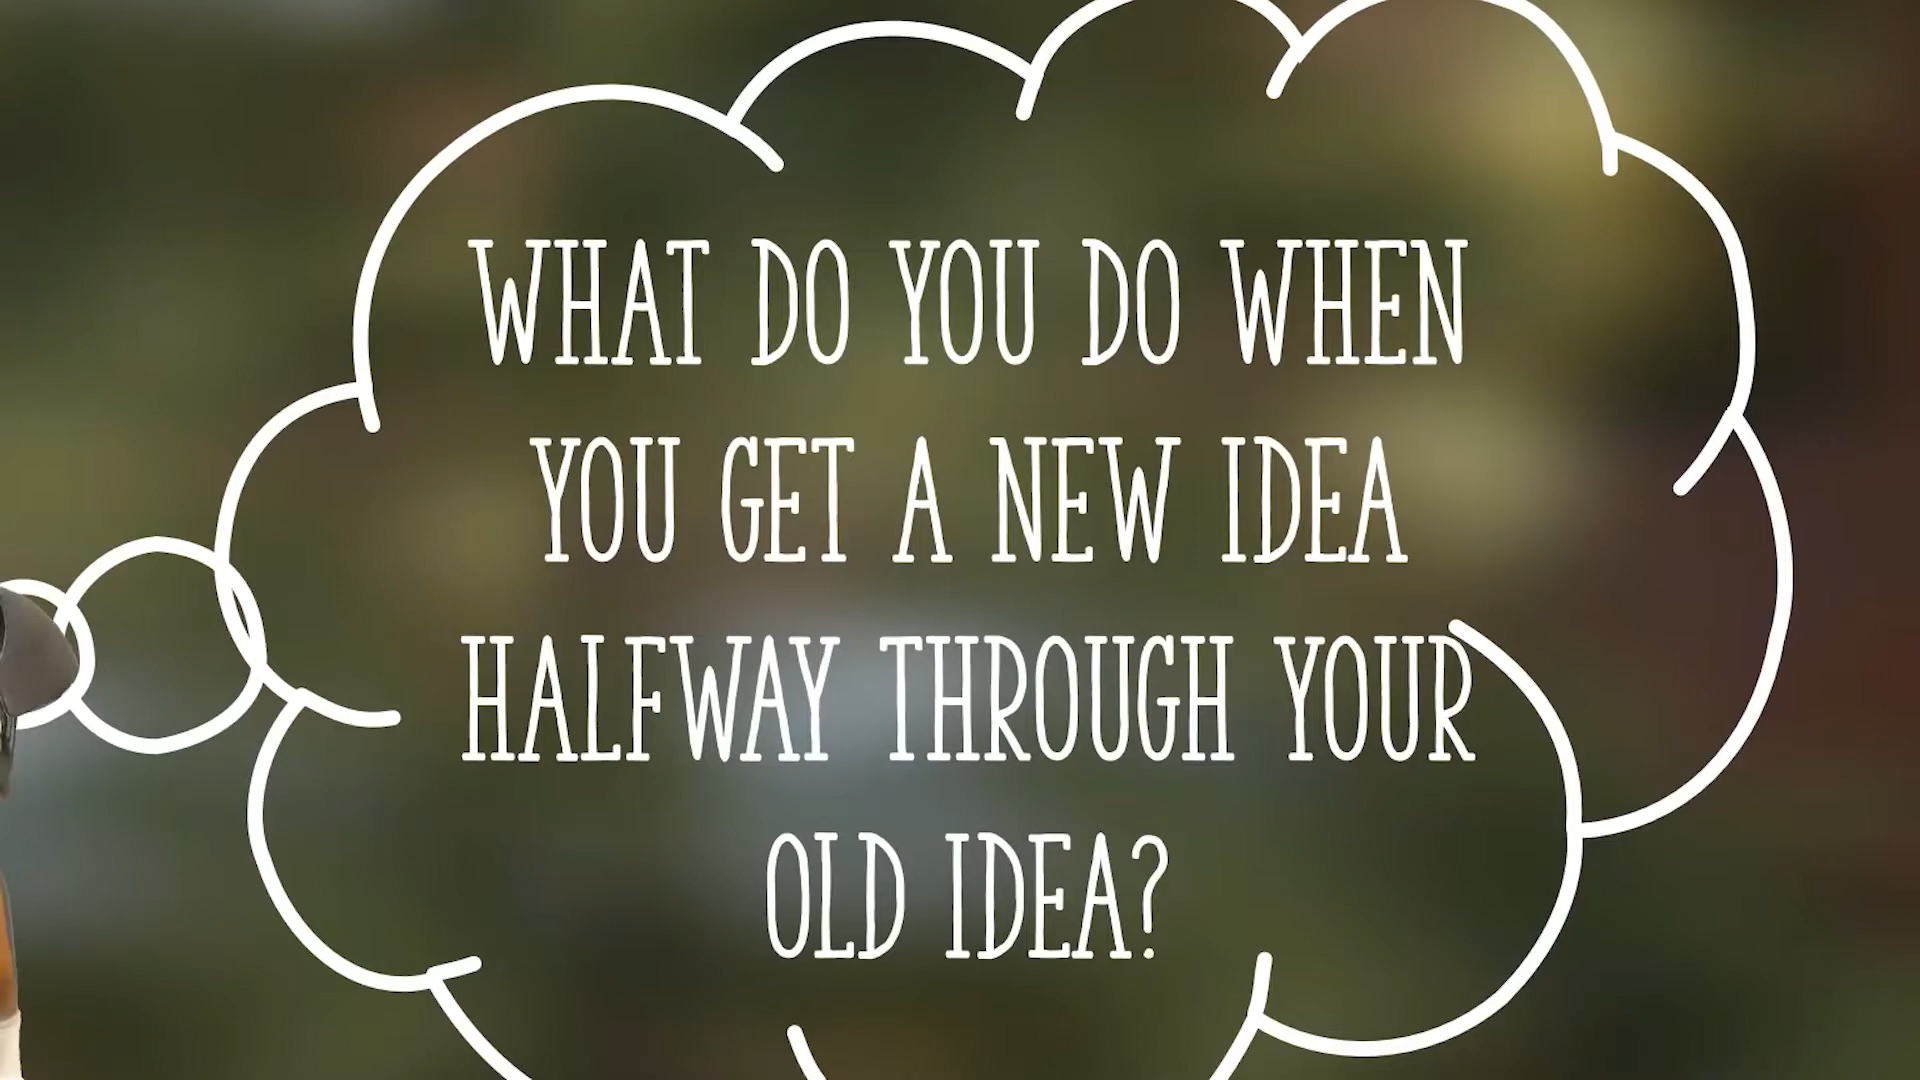 WHAT DO YOU DO WHEN
YOU GET A NEW IDEA
HALFWAY THROUGH YOUR
OLD IDEA?